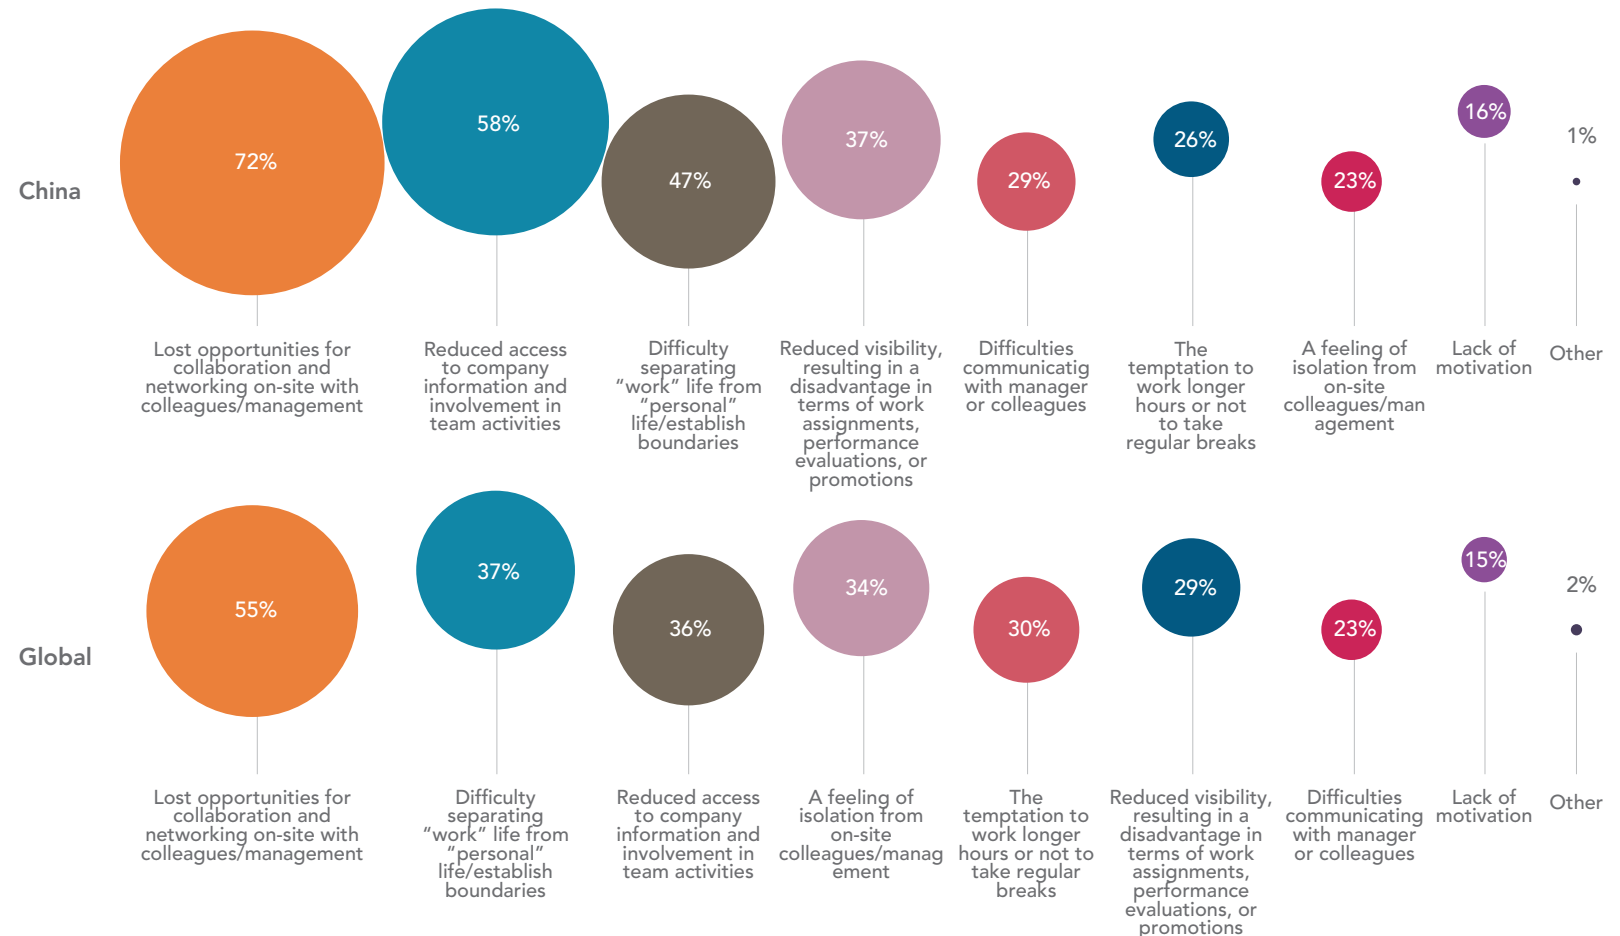 China
72%
58%
47%
37%
29%
26%
23%
16%
1%
Lost opportunities for
collaboration and
networking on-site with
colleagues/management
Reduced access
to company
information and
involvement in
team activities
Difficulty
separating
“work” life from
“personal”
life/establish
boundaries
Reduced visibility,
resulting in a
disadvantage in
terms of work
assignments,
performance
evaluations, or
promotions
Difficulties
communicatig
with manager
or colleagues
The
temptation to
work longer
hours or not
to take
regular breaks
A feeling of
isolation from
on-site
colleagues/man
agement
Lack of
motivation
Other
Global
55%
37%
36%
34%
30%
29%
23%
15%
2%
Lost opportunities for
collaboration and
networking on-site with
colleagues/management
Difficulty
separating
“work” life from
“personal”
life/establish
boundaries
Reduced access
to company
information and
involvement in
team activities
A feeling of
isolation from
on-site
colleagues/manag
ement
The
temptation to
work longer
hours or not to
take regular
breaks
Reduced visibility,
resulting in a
disadvantage in
terms of work
assignments,
performance
evaluations, or
promotions
Difficulties
communicating
with manager
or colleagues
Lack of
motivation
Other